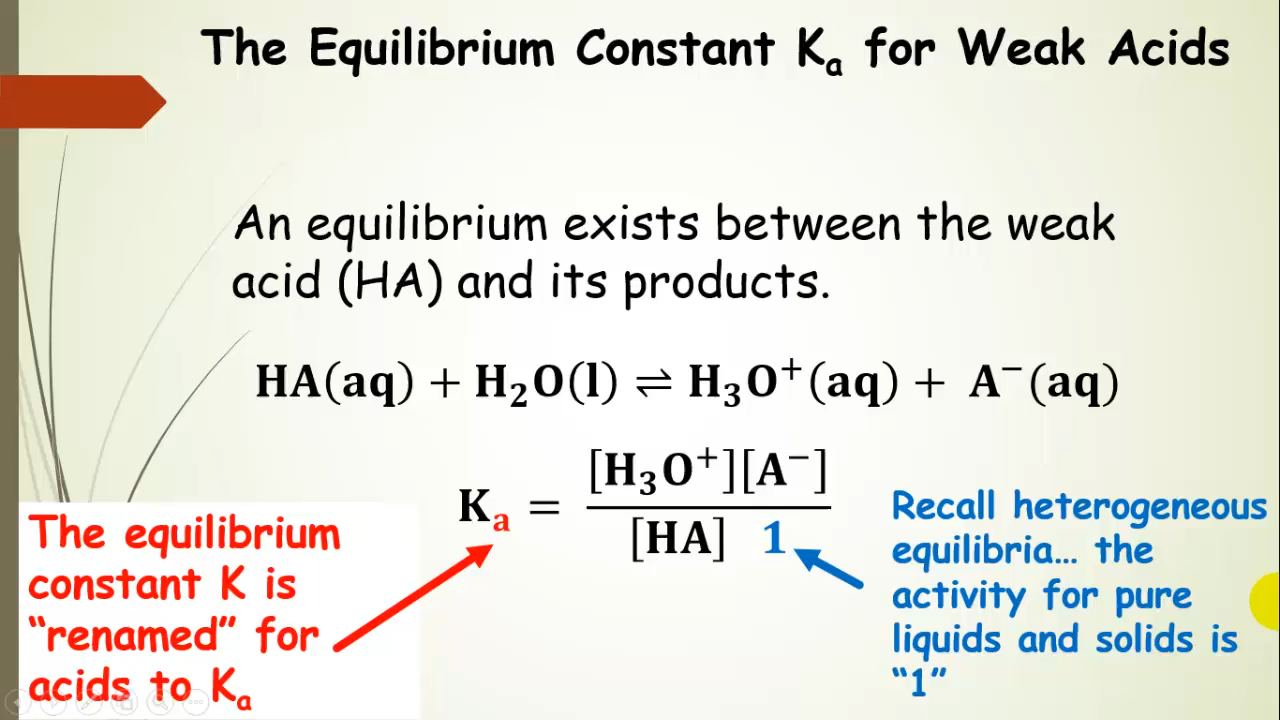 The Equilibrium Constant Kₐ for Weak Acids
An equilibrium exists between the weak
acid (HA) and its products.
HA(aq) + H₂O(l) ⇌ H₃O⁺(aq) + A⁻(aq)
[H₃O⁺][A⁻]
Kₐ =
[HA] 1
The equilibrium
constant K is
“renamed” for
acids to Kₐ
Recall heterogeneous
equilibria... the
activity for pure
liquids and solids is
“1”